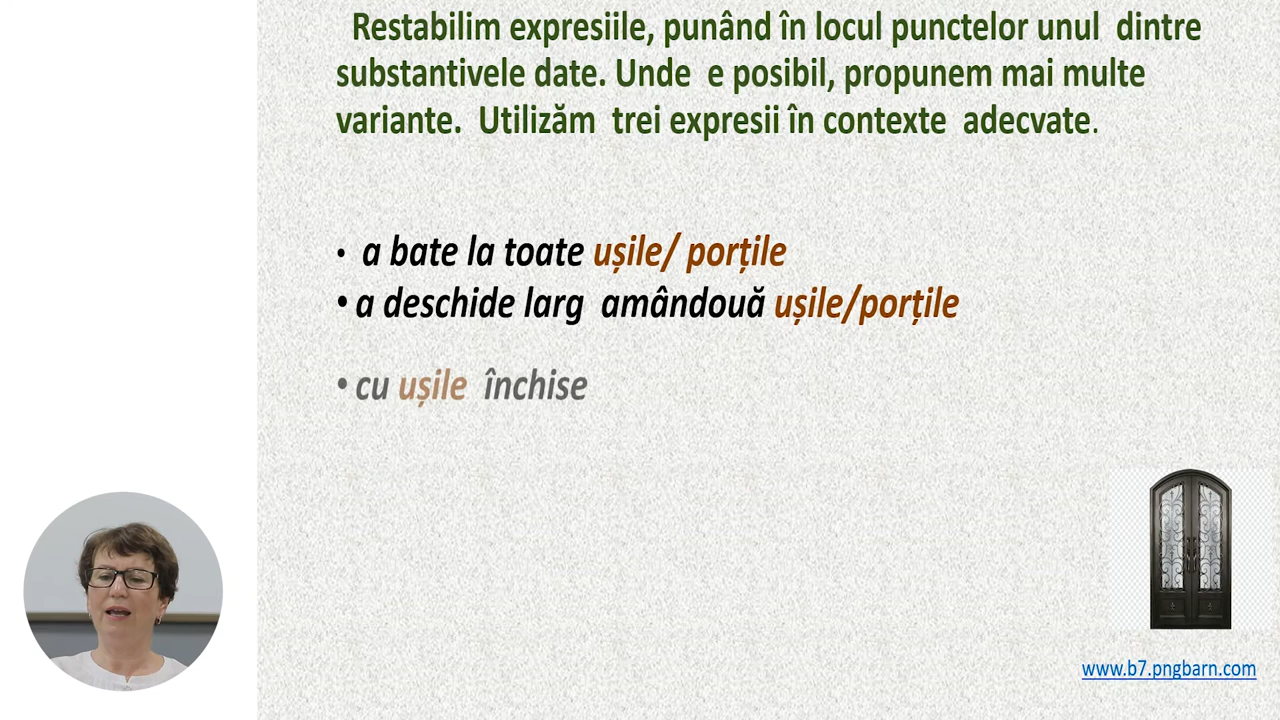 Restabilim expresiile, punând în locul punctelor unul dintre
substantivele date. Unde e posibil, propunem mai multe
variante. Utilizăm trei expresii în contexte adecvate.
• a bate la toate ușile/ porțile
• a deschide larg amândouă ușile/porțile
• cu ușile închise
www.b7.pngbarn.com